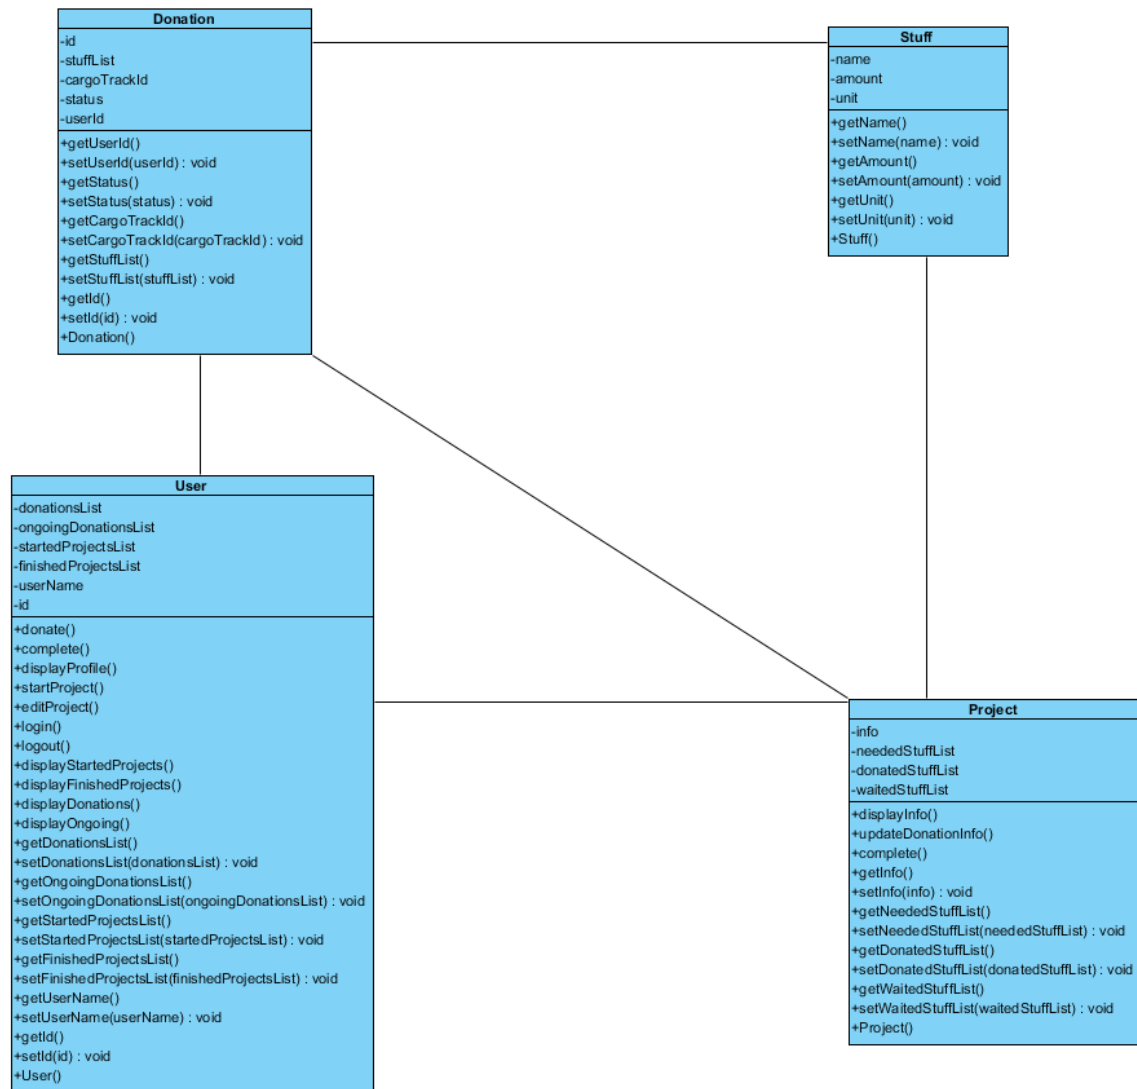 Donation
-id
-stuffList
-cargoTrackId
-status
-userId
+getUserId()
+setUserId(userId) : void
+getStatus()
+setStatus(status) : void
+getCargoTrackId()
+setCargoTrackId(cargoTrackId) : void
+getStuffList()
+setStuffList(stuffList) : void
+getId()
+setId(id) : void
+Donation()
Stuff
-name
-amount
-unit
+getName()
+setName(name) : void
+getAmount()
+setAmount(amount) : void
+getUnit()
+setUnit(unit) : void
+Stuff()
User
-donationsList
-ongoingDonationsList
-startedProjectsList
-finishedProjectsList
-userName
-id
+donate()
+complete()
+displayProfile()
+startProject()
+editProject()
+login()
+logout()
+displayStartedProjects()
+displayFinishedProjects()
+displayDonations()
+displayOngoing()
+getDonationsList()
+setDonationsList(donationsList) : void
+getOngoingDonationsList()
+setOngoingDonationsList(ongoingDonationsList) : void
+getStartedProjectsList()
+setStartedProjectsList(startedProjectsList) : void
+getFinishedProjectsList()
+setFinishedProjectsList(finishedProjectsList) : void
+getUserName()
+setUserName(userName) : void
+getId()
+setId(id) : void
+User()
Project
-info
-neededStuffList
-donatedStuffList
-waitedStuffList
+displayInfo()
+updateDonationInfo()
+complete()
+getInfo()
+setInfo(info) : void
+getNeededStuffList()
+setNeededStuffList(neededStuffList) : void
+getDonatedStuffList()
+setDonatedStuffList(donatedStuffList) : void
+getWaitedStuffList()
+setWaitedStuffList(waitedStuffList) : void
+Project()